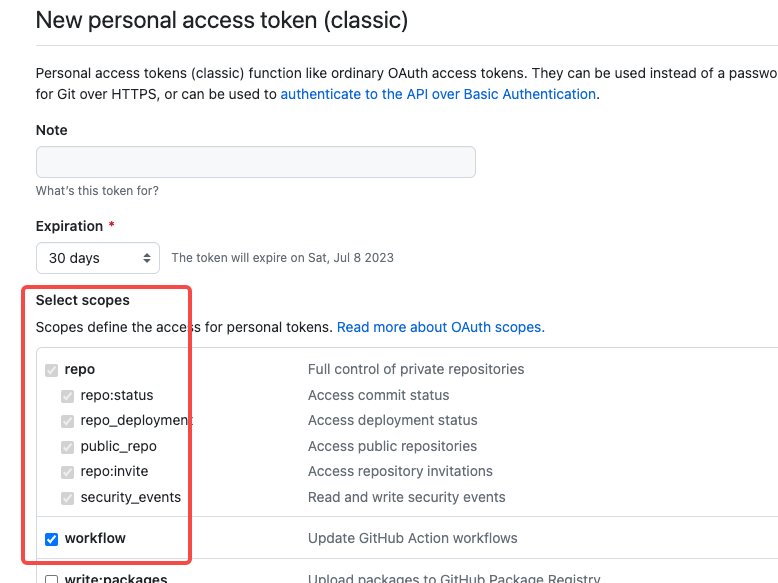 New personal access token (classic)
Personal access tokens (classic) function like ordinary OAuth access tokens. They can be used instead of a
for Git over HTTPS, or can be used to authenticate to the API over Basic Authentication.
Note
What's this token for?
Expiration *
30 days The token will expire on Sat, Jul 8 2023
Select scopes
Scopes define the access for personal tokens. Read more about OAuth scopes.
repo Full control of private repositories
repo:status Access commit status
repo_deployment Access deployment status
public_repo Access public repositories
repo:invite Access repository invitations
security_events Read and write security events
workflow Update GitHub Action workflows
write:packages Upload packages to GitHub Package Registry